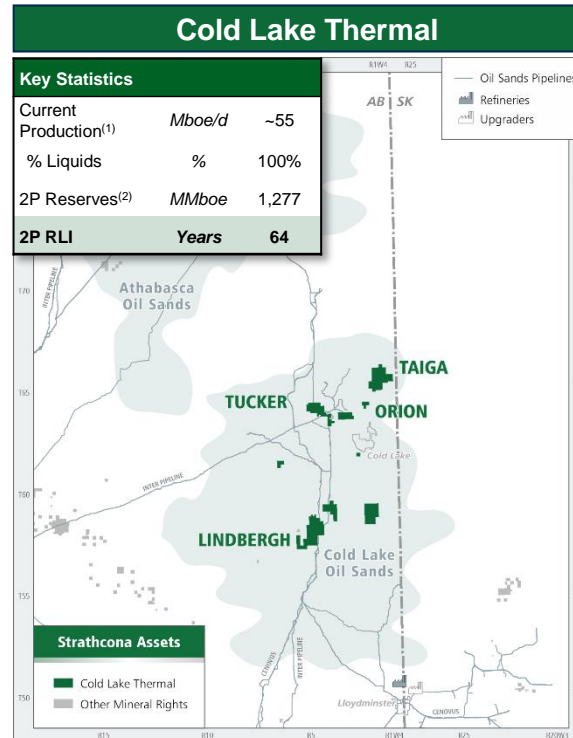 Cold Lake Thermal
Key Statistics
Current Production(1) Mboe/d ~55
% Liquids % 100%
2P Reserves(2) MMboe 1,277
2P RLI Years 64
R1W4 R25
AB SK
Oil Sands Pipelines
Refineries
Upgraders
T70
INTER PIPELINE
Athabasca
Oil Sands
TAIGA
T65
TUCKER
ORION
Cold Lake
INTER PIPELINE
T60
LINDBERGH
Cold Lake
Oil Sands
T55
Strathcona Assets
Cold Lake Thermal
Other Mineral Rights
CENOVUS
INTER PIPELINE
T50
Lloydminster
CENOVUS
R15 R10 R5 R1W4 R25 R20W3